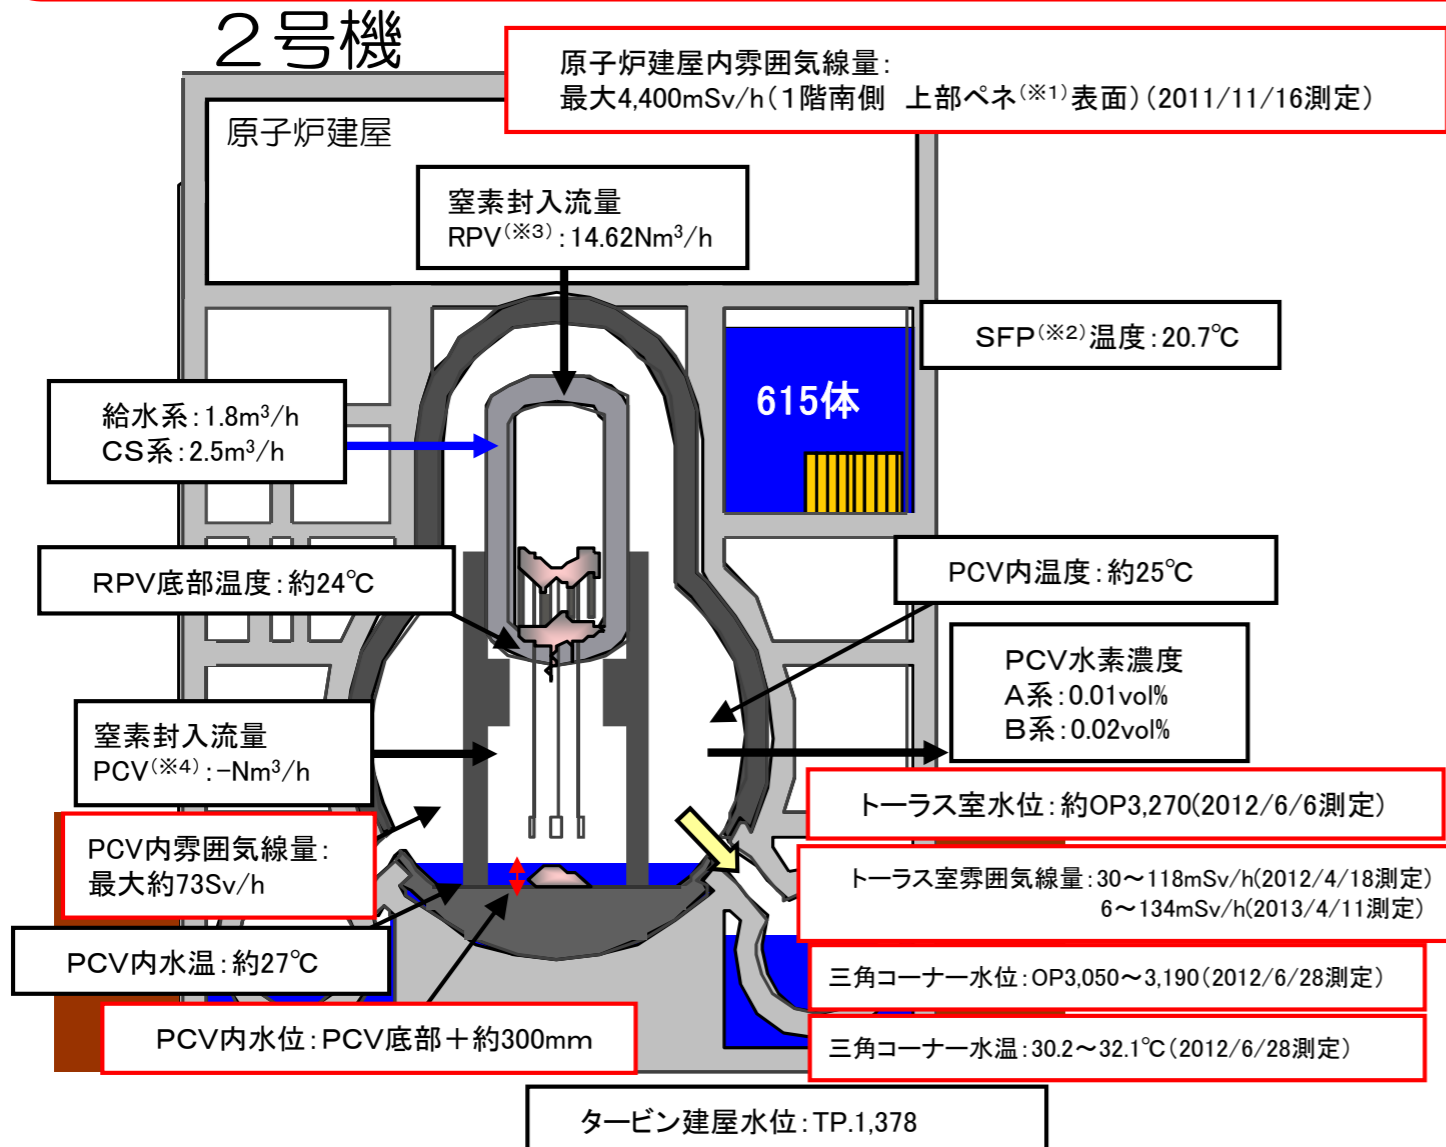 ２号機
原子炉建屋内雰囲気線量：
最大4,400mSv/h（１階南側　上部ペネ(※1)表面）（2011/11/16測定）
原子炉建屋
窒素封入流量
RPV(※3)：14.62Nm³/h
SFP(※2)温度：20.7℃
615体
給水系：1.8m³/h
CS系：2.5m³/h
RPV底部温度：約24℃
PCV内温度：約25℃
PCV水素濃度
A系：0.01vol%
B系：0.02vol%
窒素封入流量
PCV(※4)：-Nm³/h
トーラス室水位：約OP3,270(2012/6/6測定)
PCV内雰囲気線量：
最大約73Sv/h
トーラス室雰囲気線量：30～118mSv/h(2012/4/18測定)
6～134mSv/h(2013/4/11測定)
PCV内水温：約27℃
三角コーナー水位：OP3,050～3,190(2012/6/28測定)
PCV内水位：PCV底部＋約300mm
三角コーナー水温：30.2～32.1℃（2012/6/28測定）
タービン建屋水位：TP.1,378